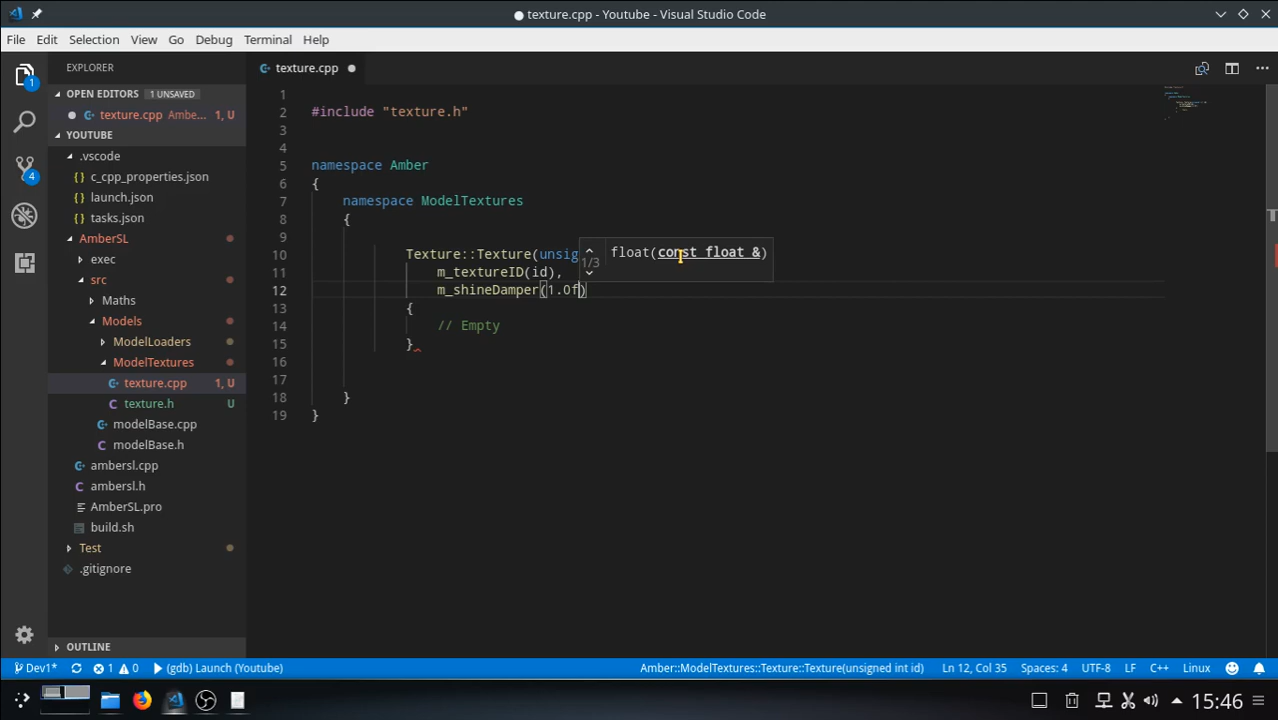 texture.cpp - Youtube - Visual Studio Code
File Edit Selection View Go Debug Terminal Help
EXPLORER
texture.cpp
1
OPEN EDITORS 1 UNSAVED
texture.cpp Ambe... 1, U
YOUTUBE
.vscode
c_cpp_properties.json
launch.json
tasks.json
4
AmberSL
exec
src
Maths
Models
ModelLoaders
ModelTextures
texture.cpp 1, U
texture.h U
modelBase.cpp
modelBase.h
ambersl.cpp
ambersl.h
AmberSL.pro
build.sh
Test
.gitignore
OUTLINE
1
2 #include "texture.h"
3
4
5 namespace Amber
6 {
7 namespace ModelTextures
8 {
9
10 Texture::Texture(unsig
11 m_textureID(id),
12 m_shineDamper(1.0f)
13 {
14 // Empty
15 }
16
17
18 }
19 }
1/3 float(const float &)
Dev1* 1 0 (gdb) Launch (Youtube) Amber::ModelTextures::Texture::Texture(unsigned int id) Ln 12, Col 35 Spaces: 4 UTF-8 LF C++ Linux
15:46